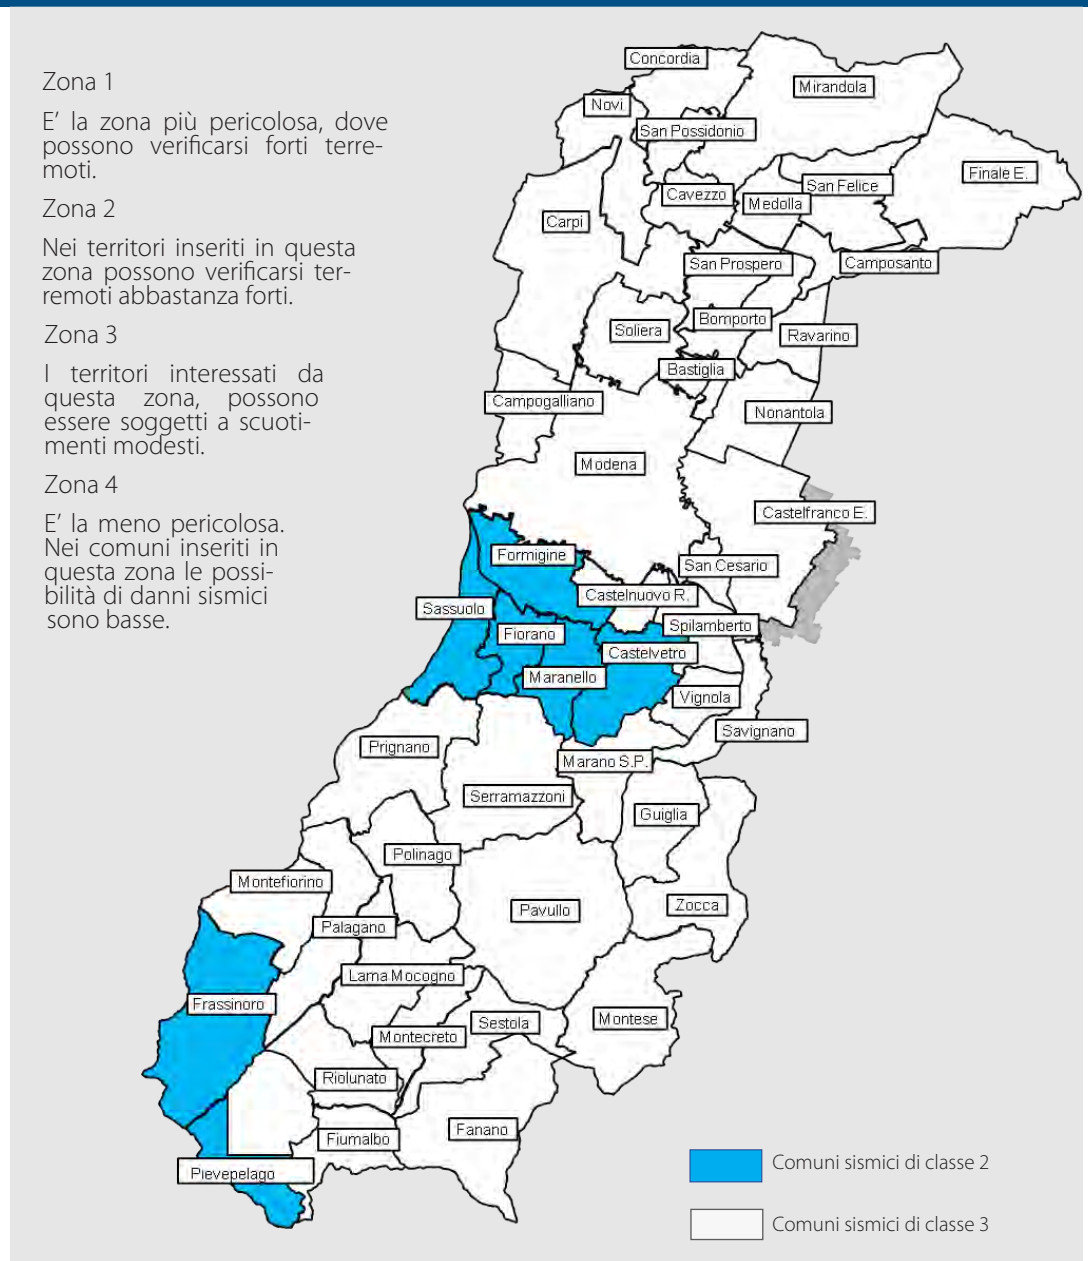 Zona 1
E' la zona più pericolosa, dove
possono verificarsi forti terre-
moti.
Zona 2
Nei territori inseriti in questa
zona possono verificarsi ter-
remoti abbastanza forti.
Zona 3
I territori interessati da
questa zona, possono
essere soggetti a scuoti-
menti modesti.
Zona 4
E' la meno pericolosa.
Nei comuni inseriti in
questa zona le possi-
bilità di danni sismici
sono basse.
Concordia
Mirandola
Novi
San Possidonio
Finale E.
San Felice
Cavezzo
Medolla
Carpi
San Prospero
Camposanto
Bomporto
Soliera
Ravarino
Bastiglia
Campogalliano
Nonantola
Modena
Castelfranco E.
Formigine
San Cesario
Castelnuovo R.
Sassuolo
Spilamberto
Fiorano
Castelvetro
Maranello
Vignola
Savignano
Prignano
Marano S.P.
Serramazzoni
Guiglia
Polinago
Montefiorino
Zocca
Pavullo
Palagano
Lama Mocogno
Frassinoro
Sestola
Montese
Montecreto
Riolunato
Fanano
Fiumalbo
Pievepelago
Comuni sismici di classe 2
Comuni sismici di classe 3